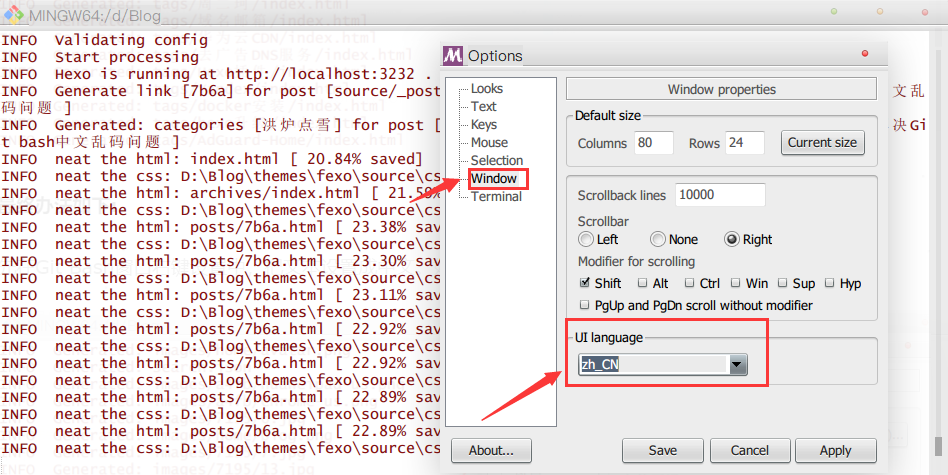 MINGW64:/d/Blog
INFO  Validating config
INFO  Start processing
INFO  Hexo is running at http://localhost:3232 .
INFO  Generate link [7b6a] for post [source/_post 文乱
码问题 ]
INFO  Generated: categories [洪炉点雪] for post [ 决Gi
t bash中文乱码问题 ]
INFO  neat the html: index.html [ 20.84% saved]
INFO  neat the css: D:\Blog\themes\fexo\source\cs
INFO  neat the html: archives/index.html [ 21.59%
INFO  neat the css: D:\Blog\themes\fexo\source\cs
INFO  neat the html: posts/7b6a.html [ 23.38% sav
INFO  neat the css: D:\Blog\themes\fexo\source\cs
INFO  neat the html: posts/7b6a.html [ 23.30% sav
INFO  neat the css: D:\Blog\themes\fexo\source\cs
INFO  neat the html: posts/7b6a.html [ 23.11% sav
INFO  neat the css: D:\Blog\themes\fexo\source\cs
INFO  neat the html: posts/7b6a.html [ 22.92% sav
INFO  neat the css: D:\Blog\themes\fexo\source\cs
INFO  neat the html: posts/7b6a.html [ 22.92% sav
INFO  neat the css: D:\Blog\themes\fexo\source\cs
INFO  neat the html: posts/7b6a.html [ 22.89% sav
INFO  neat the css: D:\Blog\themes\fexo\source\cs
INFO  neat the html: posts/7b6a.html [ 22.89% sav
INFO  neat the css: D:\Blog\themes\fexo\source\cs
Generated: images/7195/13.jpg
Options
Looks
Text
Keys
Mouse
Selection
Window
Terminal
Window properties
Default size
Columns 80 Rows 24 Current size
Scrollback lines 10000
Scrollbar
Left None Right
Modifier for scrolling
Shift Alt Ctrl Win Sup Hyp
PgUp and PgDn scroll without modifier
UI language
zh_CN
About... Save Cancel Apply